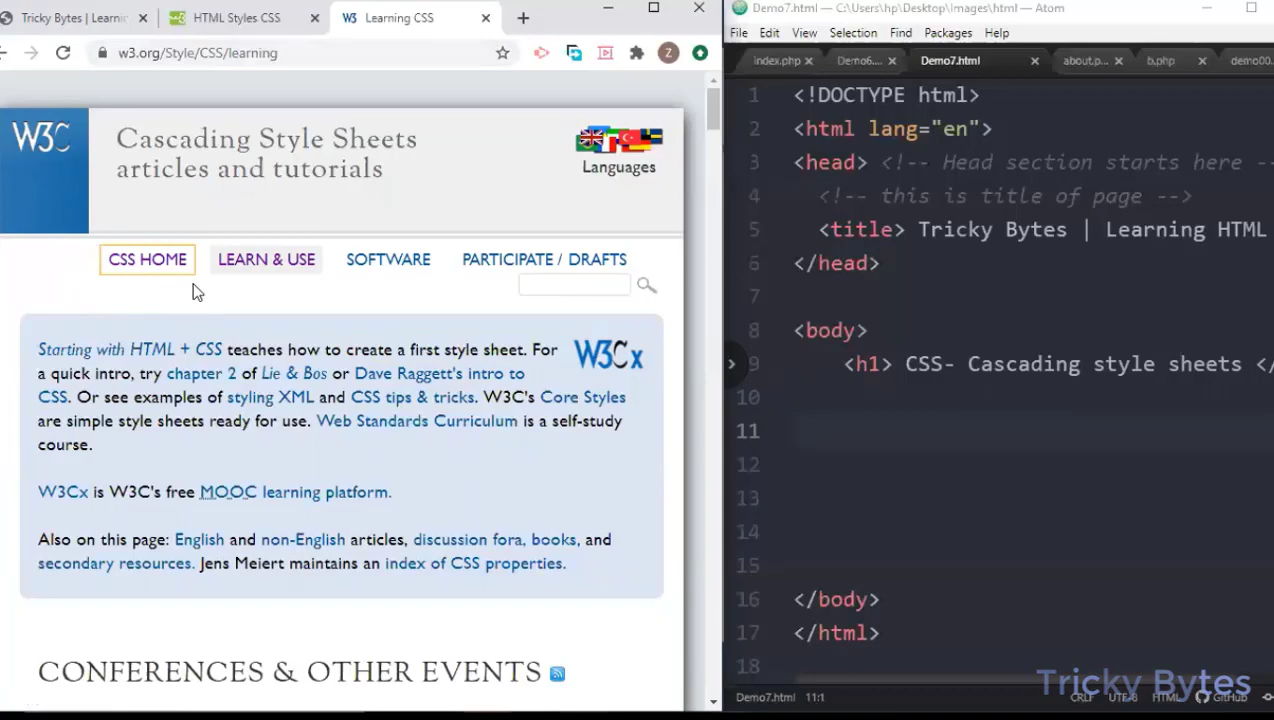 Tricky Bytes | Learnin
HTML Styles CSS
Learning CSS
w3.org/Style/CSS/learning
Z
W3C
Cascading Style Sheets
articles and tutorials
Languages
CSS HOME
LEARN & USE
SOFTWARE
PARTICIPATE / DRAFTS
Starting with HTML + CSS teaches how to create a first style sheet. For
a quick intro, try chapter 2 of Lie & Bos or Dave Raggett's intro to
CSS. Or see examples of styling XML and CSS tips & tricks. W3C's Core Styles
are simple style sheets ready for use. Web Standards Curriculum is a self-study
course.
W3Cx
W3Cx is W3C's free MOOC learning platform.
Also on this page: English and non-English articles, discussion fora, books, and
secondary resources. Jens Meiert maintains an index of CSS properties.
CONFERENCES & OTHER EVENTS
Demo7.html — C:\Users\hp\Desktop\Images\html — Atom
File Edit View Selection Find Packages Help
index.php
Demo6....
Demo7.html
about.p...
b.php
demo00.
1 <!DOCTYPE html>
2 <html lang="en">
3 <head> <!-- Head section starts here --
4 <!-- this is title of page -->
5 <title> Tricky Bytes | Learning HTML
6 </head>
7
8 <body>
9 <h1> CSS- Cascading style sheets </
10
11
12
13
14
15
16 </body>
17 </html>
18
Tricky Bytes
Demo7.html 11:1
CRLF UTF-8 HTML GitHub